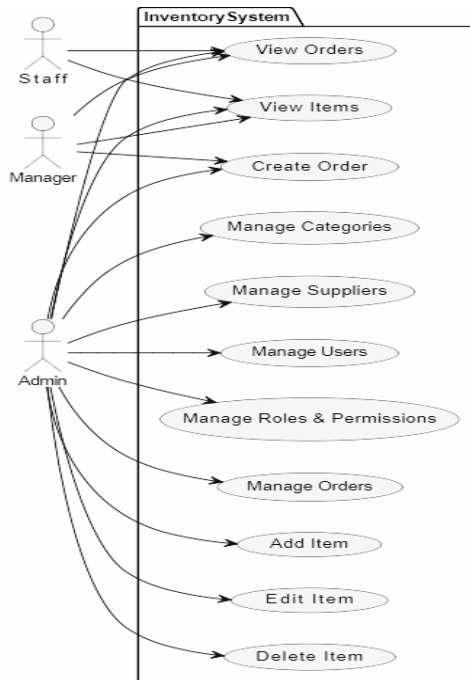 InventorySystem
View Orders
Staff
View Items
Manager
Create Order
Manage Categories
Manage Suppliers
Manage Users
Admin
Manage Roles & Permissions
Manage Orders
Add Item
Edit Item
Delete Item